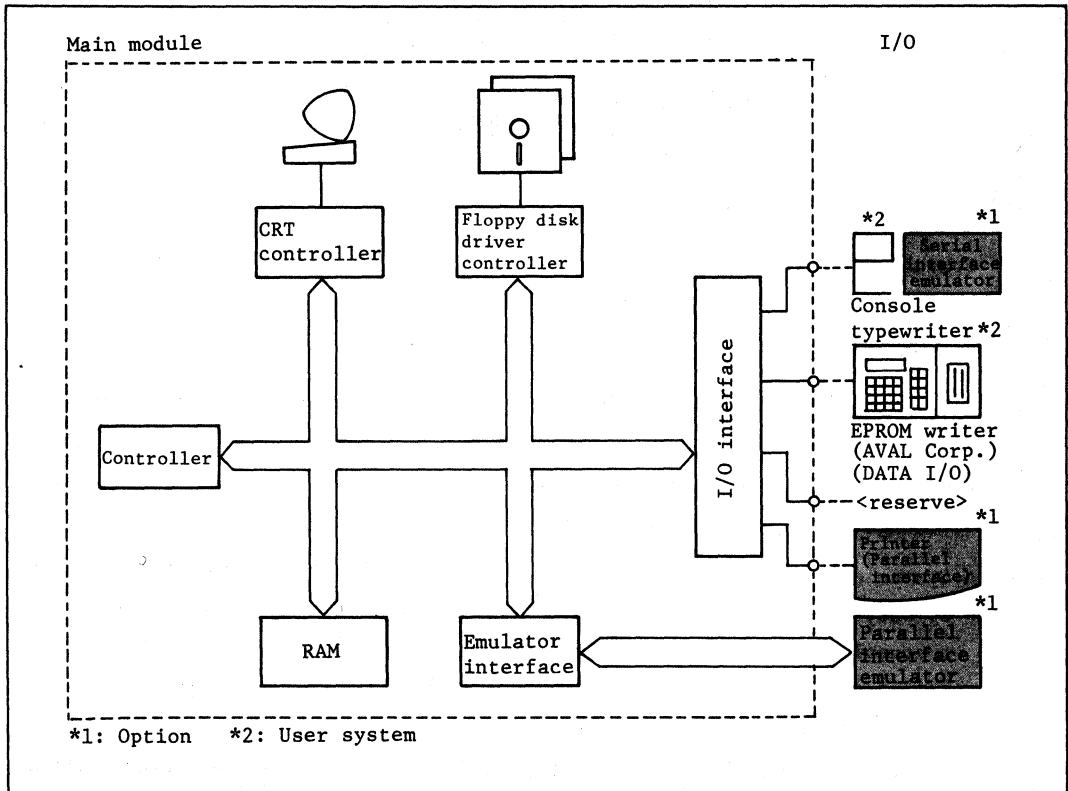 Main module
I/O
CRT
controller
Floppy disk
driver
controller
*2
*1
Serial
interface
emulator
Console
typewriter *2
I/O interface
Controller
EPROM writer
(AVAL Corp.)
(DATA I/O)
<reserve>
*1
Printer
(Parallel
interface)
*1
RAM
Emulator
interface
Parallel
interface
emulator
*1: Option *2: User system